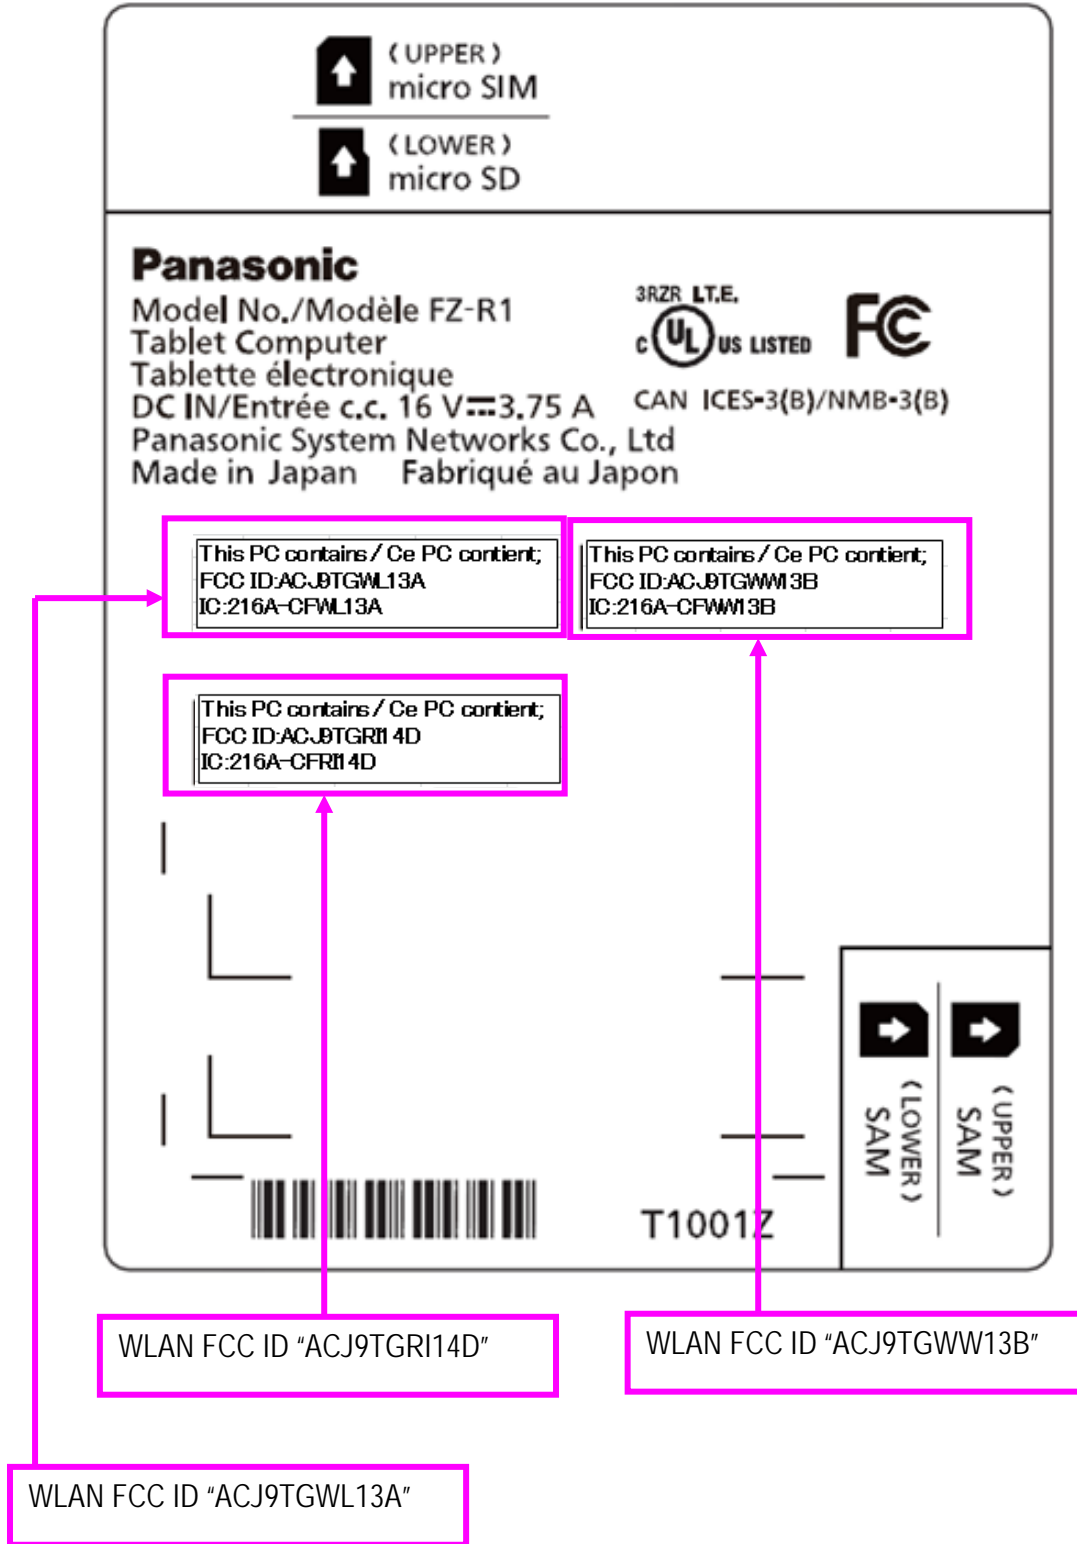 (UPPER)
micro SIM
(LOWER)
micro SD
Panasonic
Model No./Modèle FZ-R1
Tablet Computer
Tablette électronique
DC IN/Entrée c.c. 16 V⎓3.75 A
Panasonic System Networks Co., Ltd
Made in Japan Fabriqué au Japon
3RZR I.T.E.
C UL US LISTED
FC
CAN ICES-3(B)/NMB-3(B)
This PC contains/Ce PC contient;
FCC ID:ACJ9TGWL13A
IC:216A-CFWL13A
This PC contains/Ce PC contient;
FCC ID:ACJ9TGWW13B
IC:216A-CFWW13B
This PC contains/Ce PC contient;
FCC ID:ACJ9TGRI14D
IC:216A-CFRI14D
(LOWER)
SAM
(UPPER)
SAM
T1001Z
WLAN FCC ID “ACJ9TGRI14D”
WLAN FCC ID “ACJ9TGWW13B”
WLAN FCC ID “ACJ9TGWL13A”